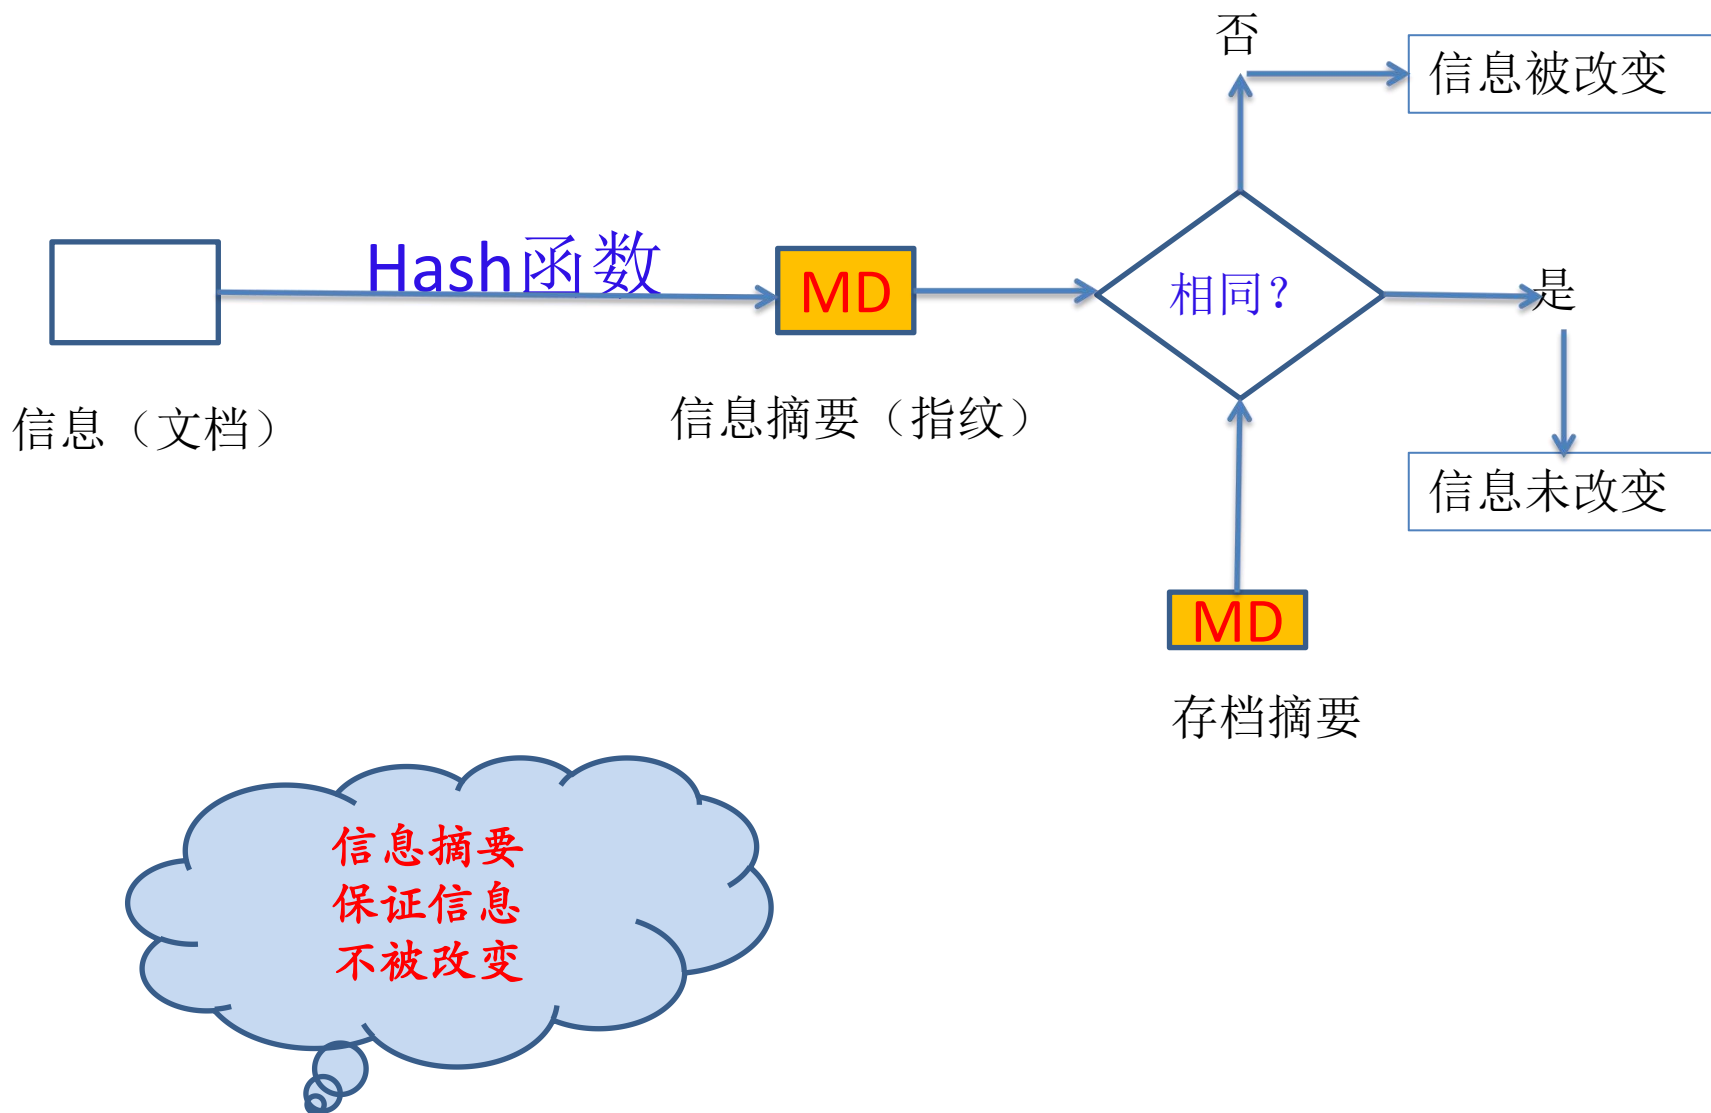 否
信息被改变
Hash函数
MD
相同?
是
信息（文档）
信息摘要（指纹）
信息未改变
MD
存档摘要
信息摘要
保证信息
不被改变